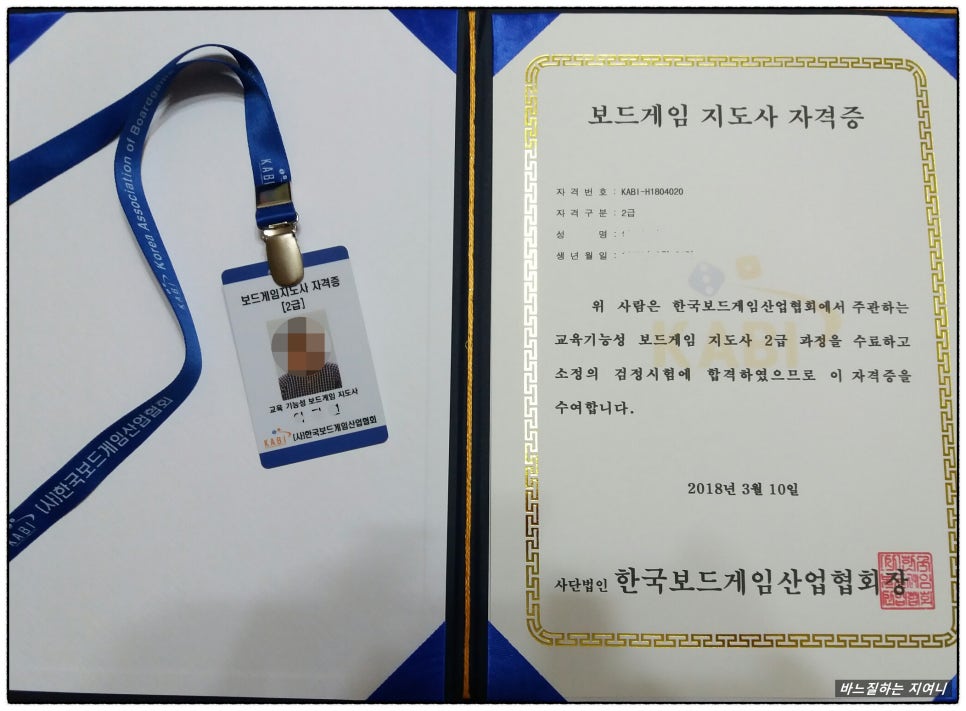 KABI Korea Association of Boardgame
KABI
KABI (사)한국보드게임산업협회
보드게임지도사 자격증
[2급]
교육 기능성 보드게임 지도사
KABI (사)한국보드게임산업협회
보드게임 지도사 자격증
자격번호 : KABI-H1804020
자격구분 : 2급
성 명 :
생년월일 :
KABI
위 사람은 한국보드게임산업협회에서 주관하는
교육기능성 보드게임 지도사 2급 과정을 수료하고
소정의 검정시험에 합격하였으므로 이 자격증을
수여합니다.
2018년 3월 10일
사단법인 한국보드게임산업협회장
바느질하는 지여니